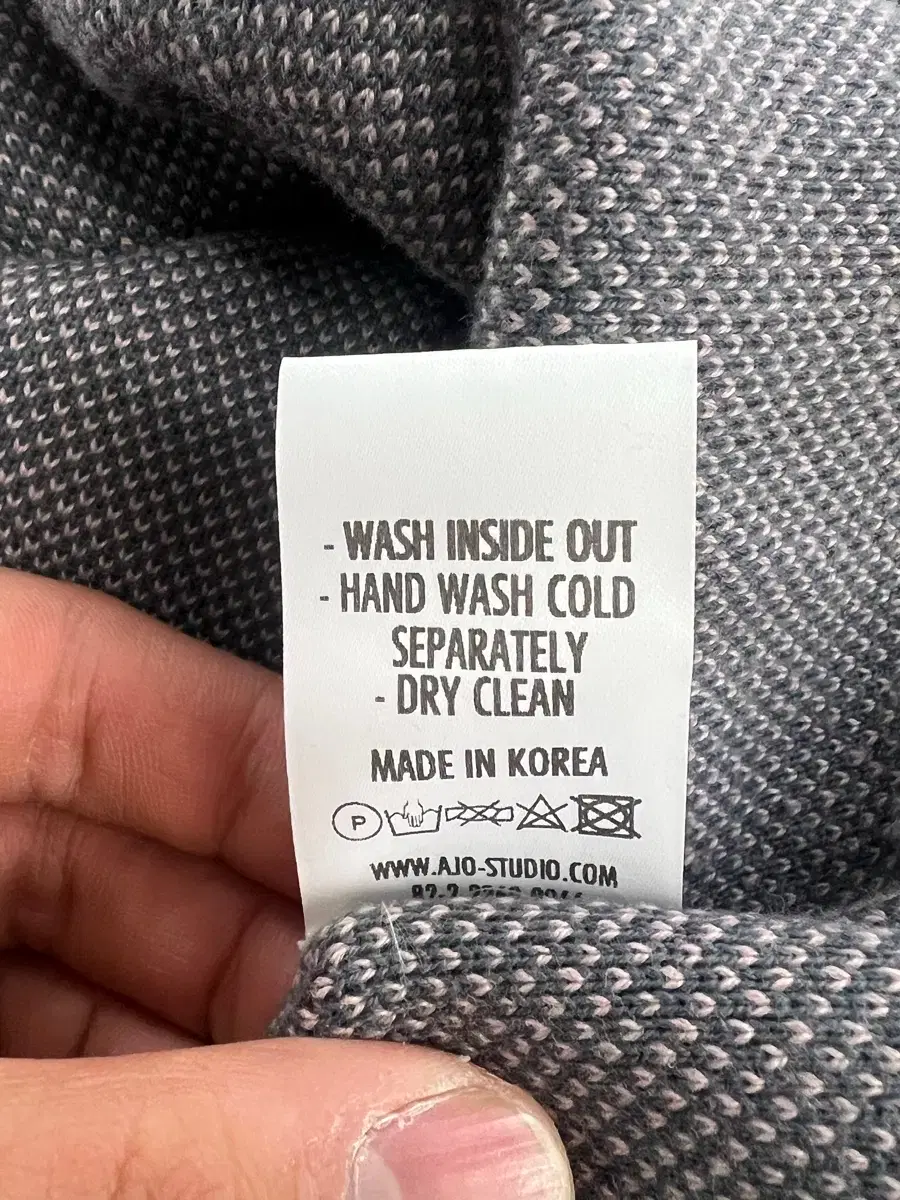 - WASH INSIDE OUT
- HAND WASH COLD
SEPARATELY
- DRY CLEAN
MADE IN KOREA
P
WWW.AJO-STUDIO.COM